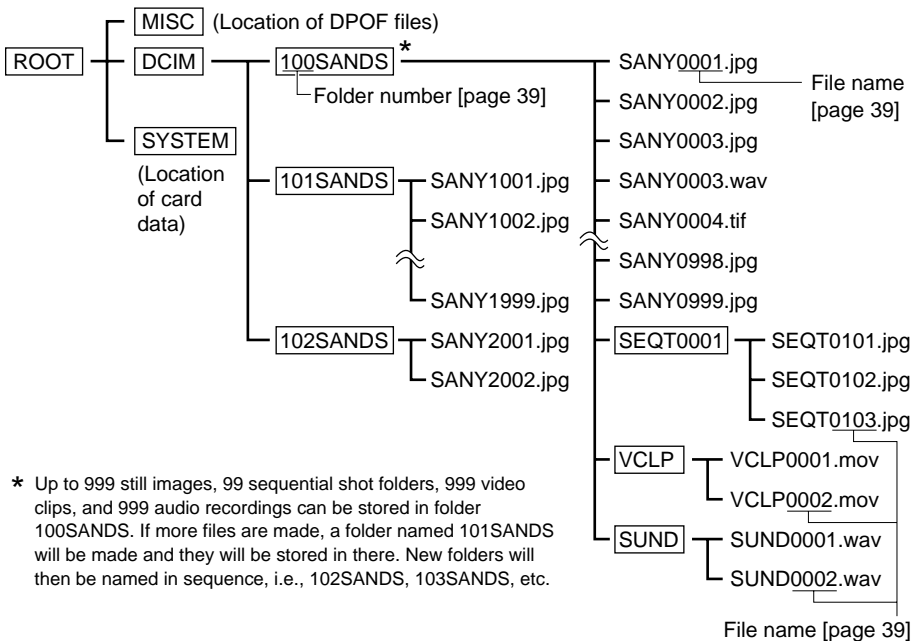 MISC (Location of DPOF files)
ROOT DCIM 100SANDS * SANY0001.jpg
Folder number [page 39]
File name
[page 39]
SANY0002.jpg
SANY0003.jpg
SYSTEM
(Location
of card
data)
101SANDS SANY1001.jpg SANY0003.wav
SANY1002.jpg SANY0004.tif
SANY0998.jpg
SANY1999.jpg SANY0999.jpg
102SANDS SANY2001.jpg SEQT0001 SEQT0101.jpg
SANY2002.jpg SEQT0102.jpg
SEQT0103.jpg
VCLP VCLP0001.mov
VCLP0002.mov
SUND SUND0001.wav
SUND0002.wav
File name [page 39]
* Up to 999 still images, 99 sequential shot folders, 999 video
clips, and 999 audio recordings can be stored in folder
100SANDS. If more files are made, a folder named 101SANDS
will be made and they will be stored in there. New folders will
then be named in sequence, i.e., 102SANDS, 103SANDS, etc.